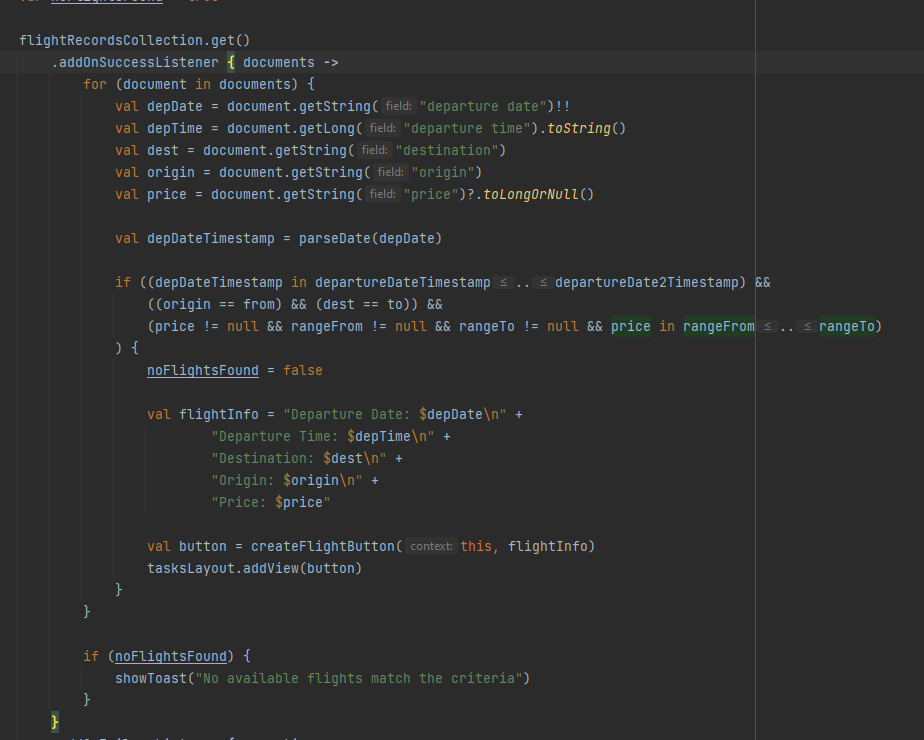 flightRecordsCollection.get()
    .addOnSuccessListener { documents ->
        for (document in documents) {
            val depDate = document.getString( field: "departure date")!!
            val depTime = document.getLong( field: "departure time").toString()
            val dest = document.getString( field: "destination")
            val origin = document.getString( field: "origin")
            val price = document.getString( field: "price")?.toLongOrNull()
            val depDateTimestamp = parseDate(depDate)
            if ((depDateTimestamp in departureDateTimestamp ≤ .. ≤ departureDate2Timestamp) &&
                ((origin == from) && (dest == to)) &&
                (price != null && rangeFrom != null && rangeTo != null && price in rangeFrom ≤ .. ≤ rangeTo)
            ) {
                noFlightsFound = false
                val flightInfo = "Departure Date: $depDate\n" +
                        "Departure Time: $depTime\n" +
                        "Destination: $dest\n" +
                        "Origin: $origin\n" +
                        "Price: $price"
                val button = createFlightButton( context: this, flightInfo)
                tasksLayout.addView(button)
            }
        }
        if (noFlightsFound) {
            showToast("No available flights match the criteria")
        }
    }